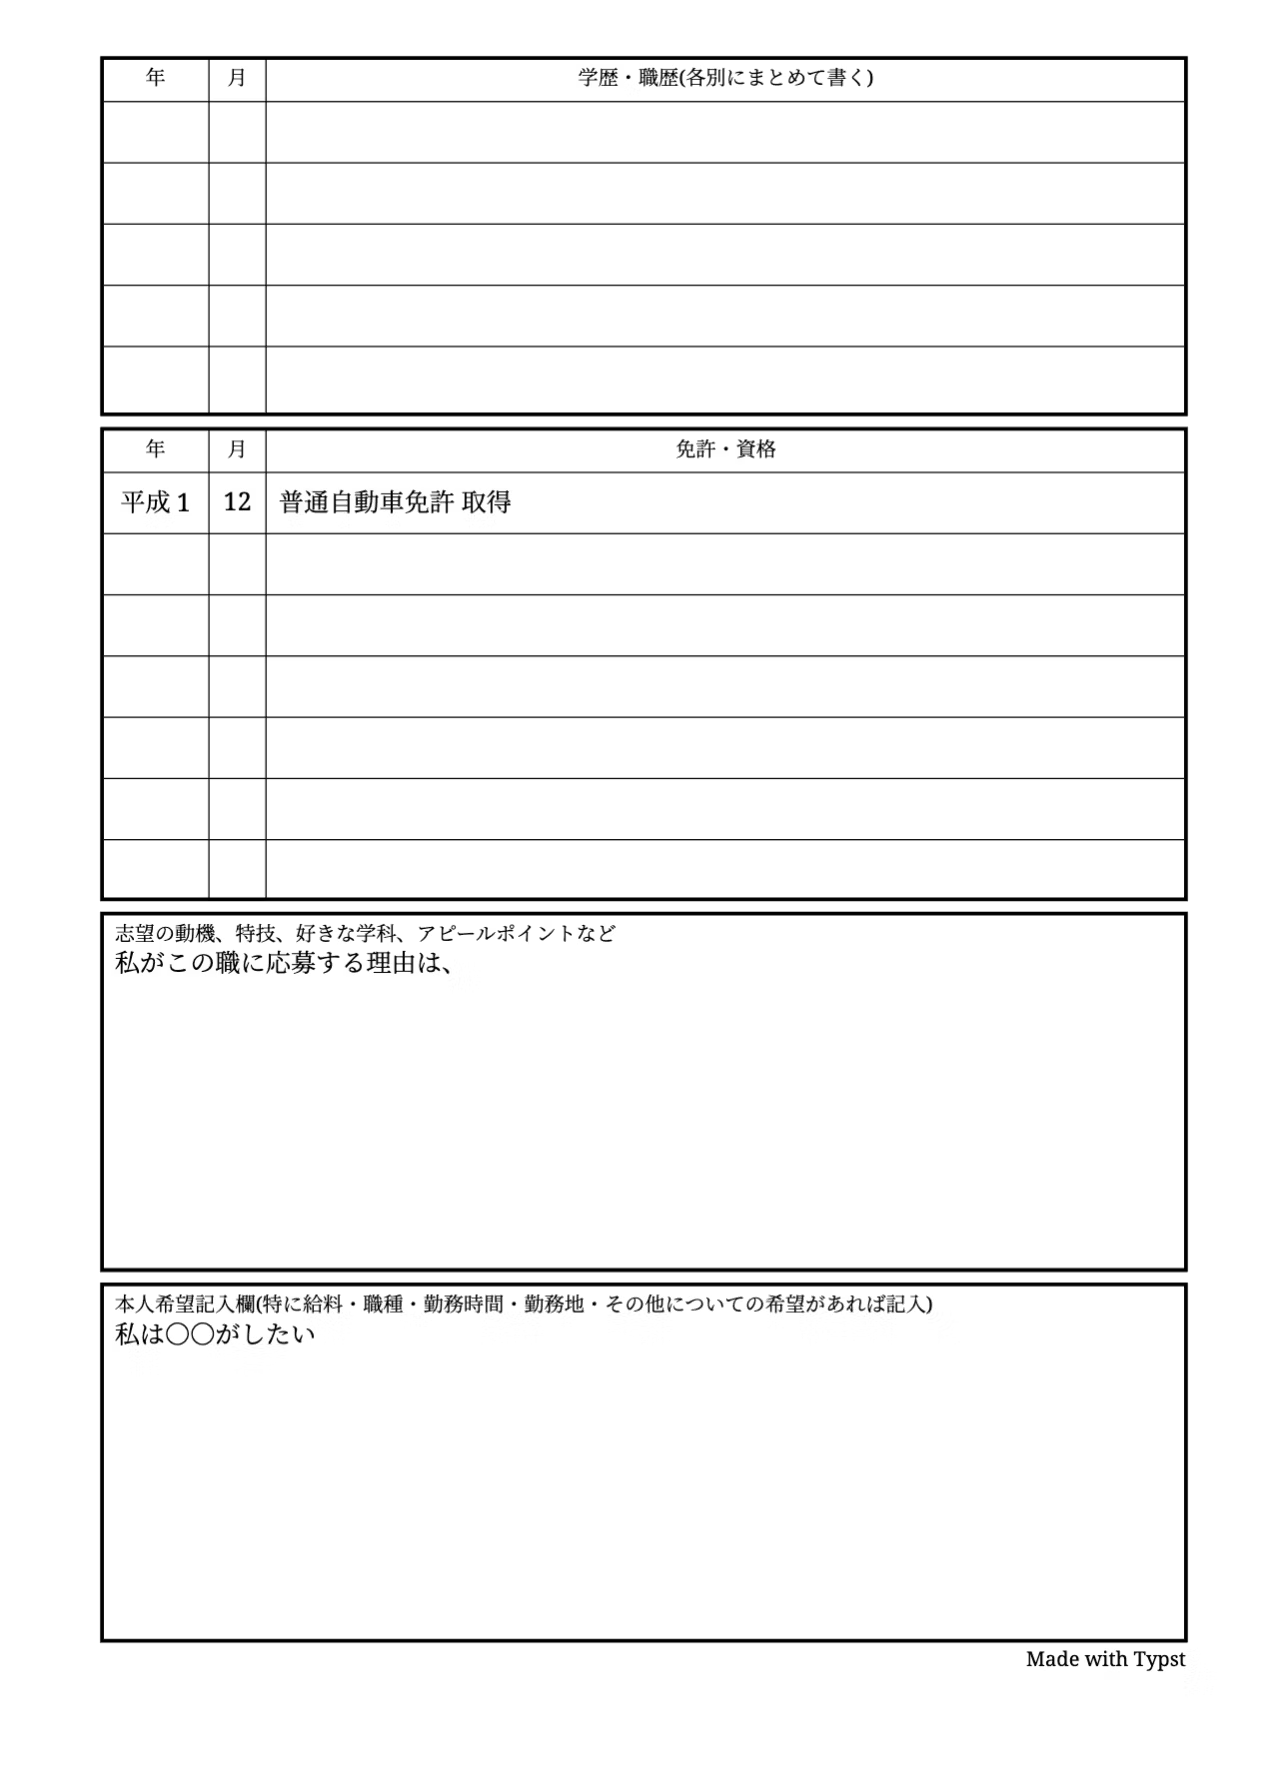 年 月 学歴・職歴(各別にまとめて書く)
年 月 免許・資格
平成 1 12 普通自動車免許 取得
志望の動機、特技、好きな学科、アピールポイントなど
私がこの職に応募する理由は、
本人希望記入欄(特に給料・職種・勤務時間・勤務地・その他についての希望があれば記入)
私は〇〇がしたい
Made with Typst